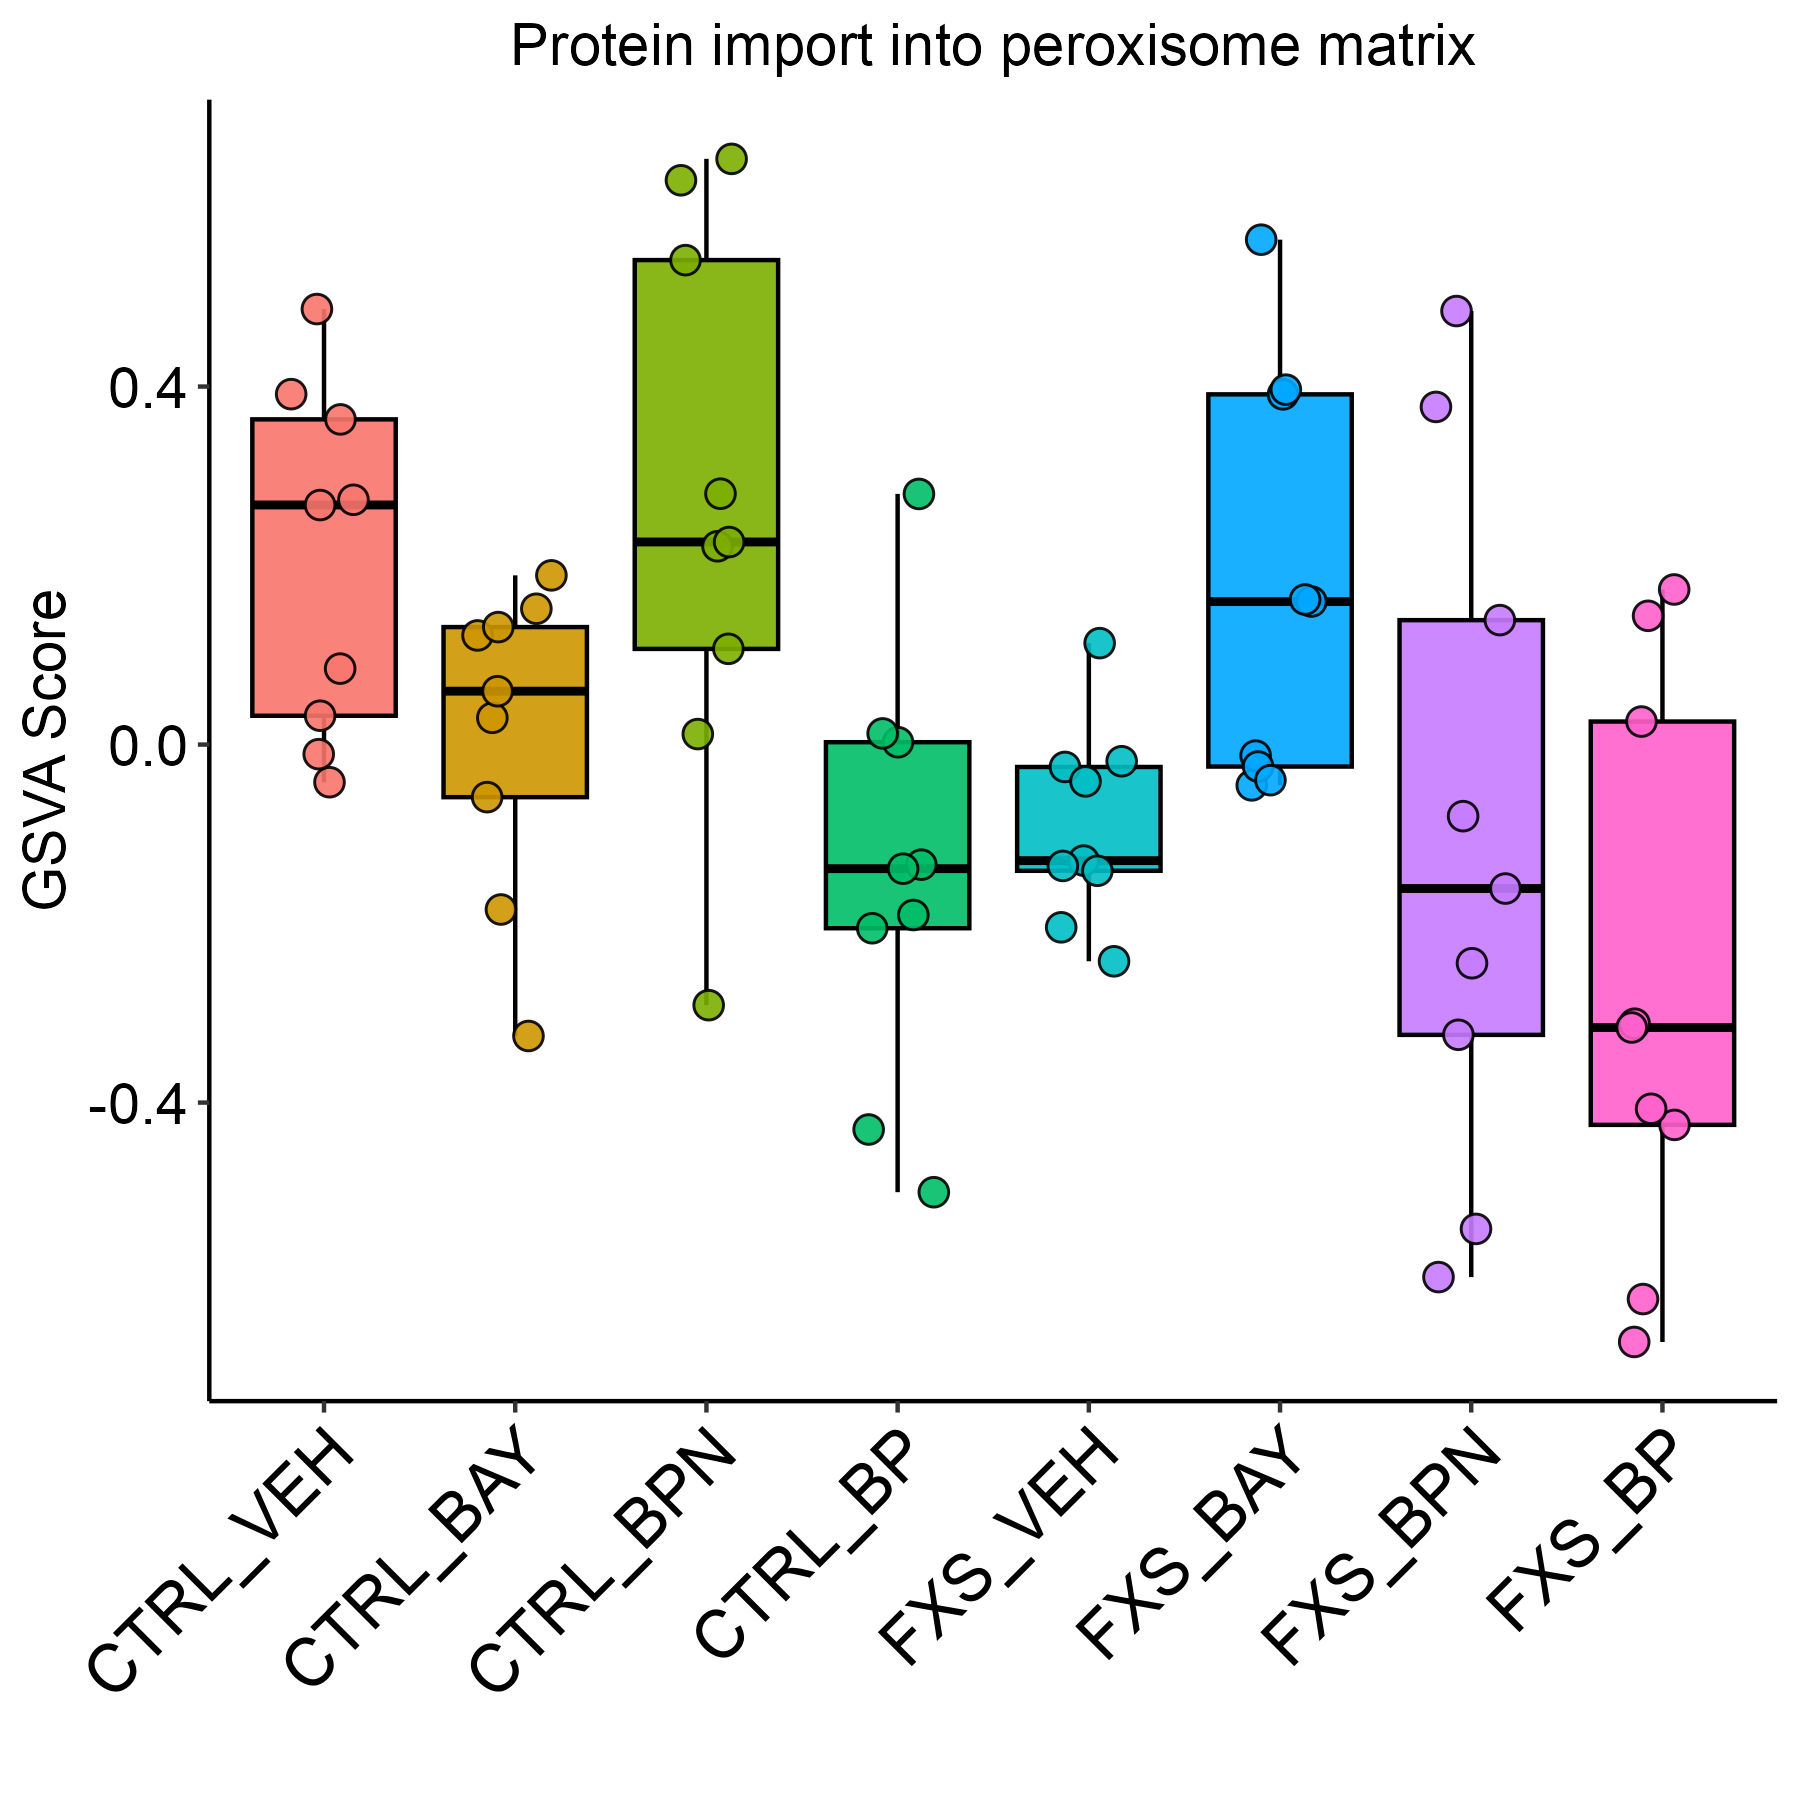 Protein import into peroxisome matrix
GSVA Score
0.4
0.0
-0.4
CTRL_VEH
CTRL_BAY
CTRL_BPN
CTRL_BP
FXS_VEH
FXS_BAY
FXS_BPN
FXS_BP